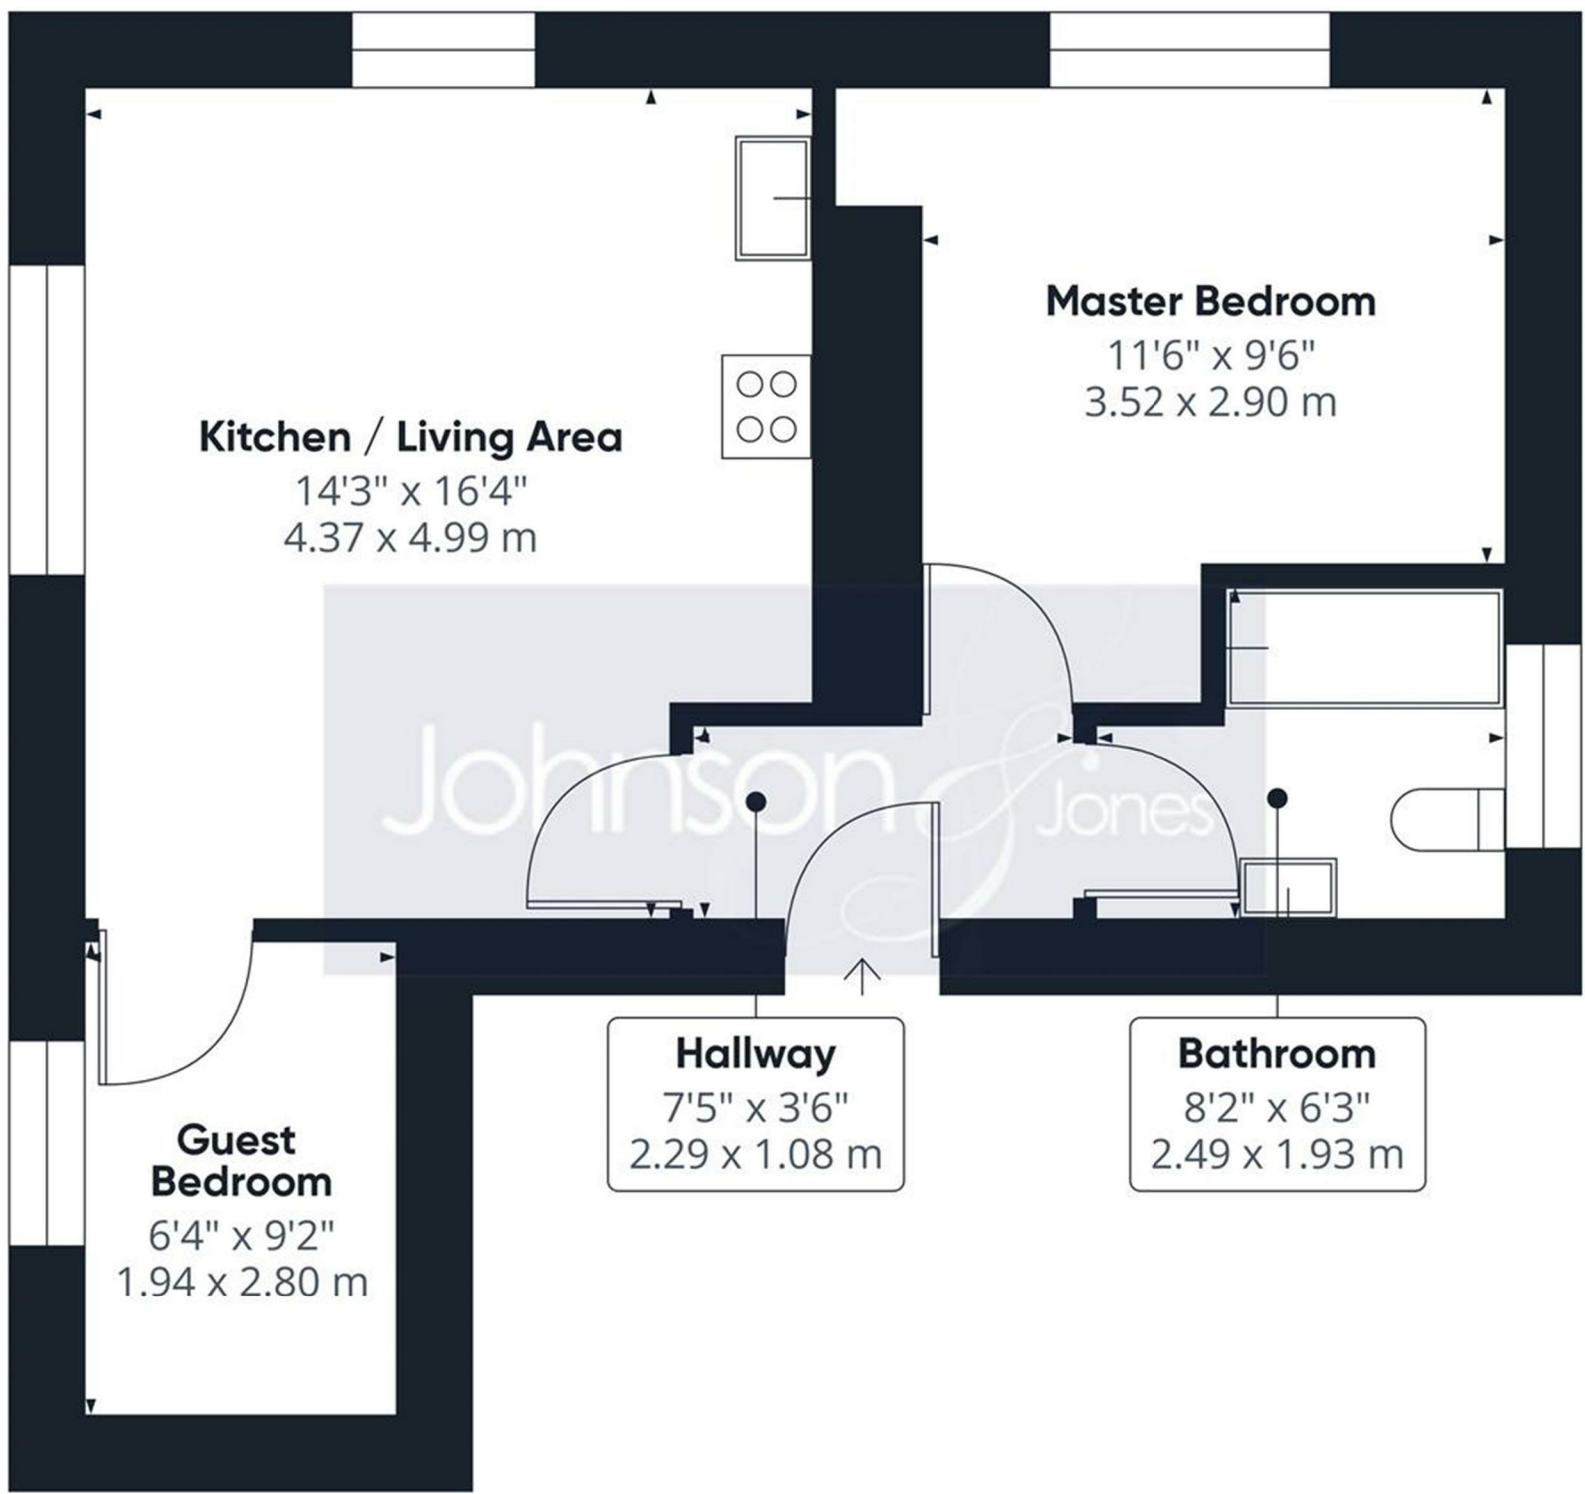 Kitchen / Living Area
14'3" x 16'4"
4.37 x 4.99 m
Master Bedroom
11'6" x 9'6"
3.52 x 2.90 m
Johnson & Jones
Hallway
7'5" x 3'6"
2.29 x 1.08 m
Bathroom
8'2" x 6'3"
2.49 x 1.93 m
Guest
Bedroom
6'4" x 9'2"
1.94 x 2.80 m